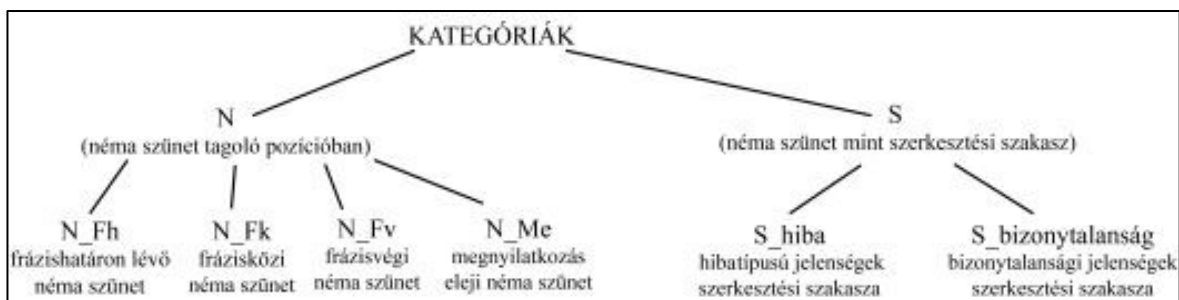 KATEGÓRIÁK
N
(néma szünet tagoló pozícióban)
S
(néma szünet mint szerkesztési szakasz)
N_Fh
frázishatáron lévő
néma szünet
N_Fk
frázisközi
néma szünet
N_Fv
frázisvégi
néma szünet
N_Me
megnyilatkozás
eleji néma szünet
S_hiba
hibatípusú jelenségek
szerkesztési szakasza
S_bizonytalanság
bizonytalansági jelenségek
szerkesztési szakasza